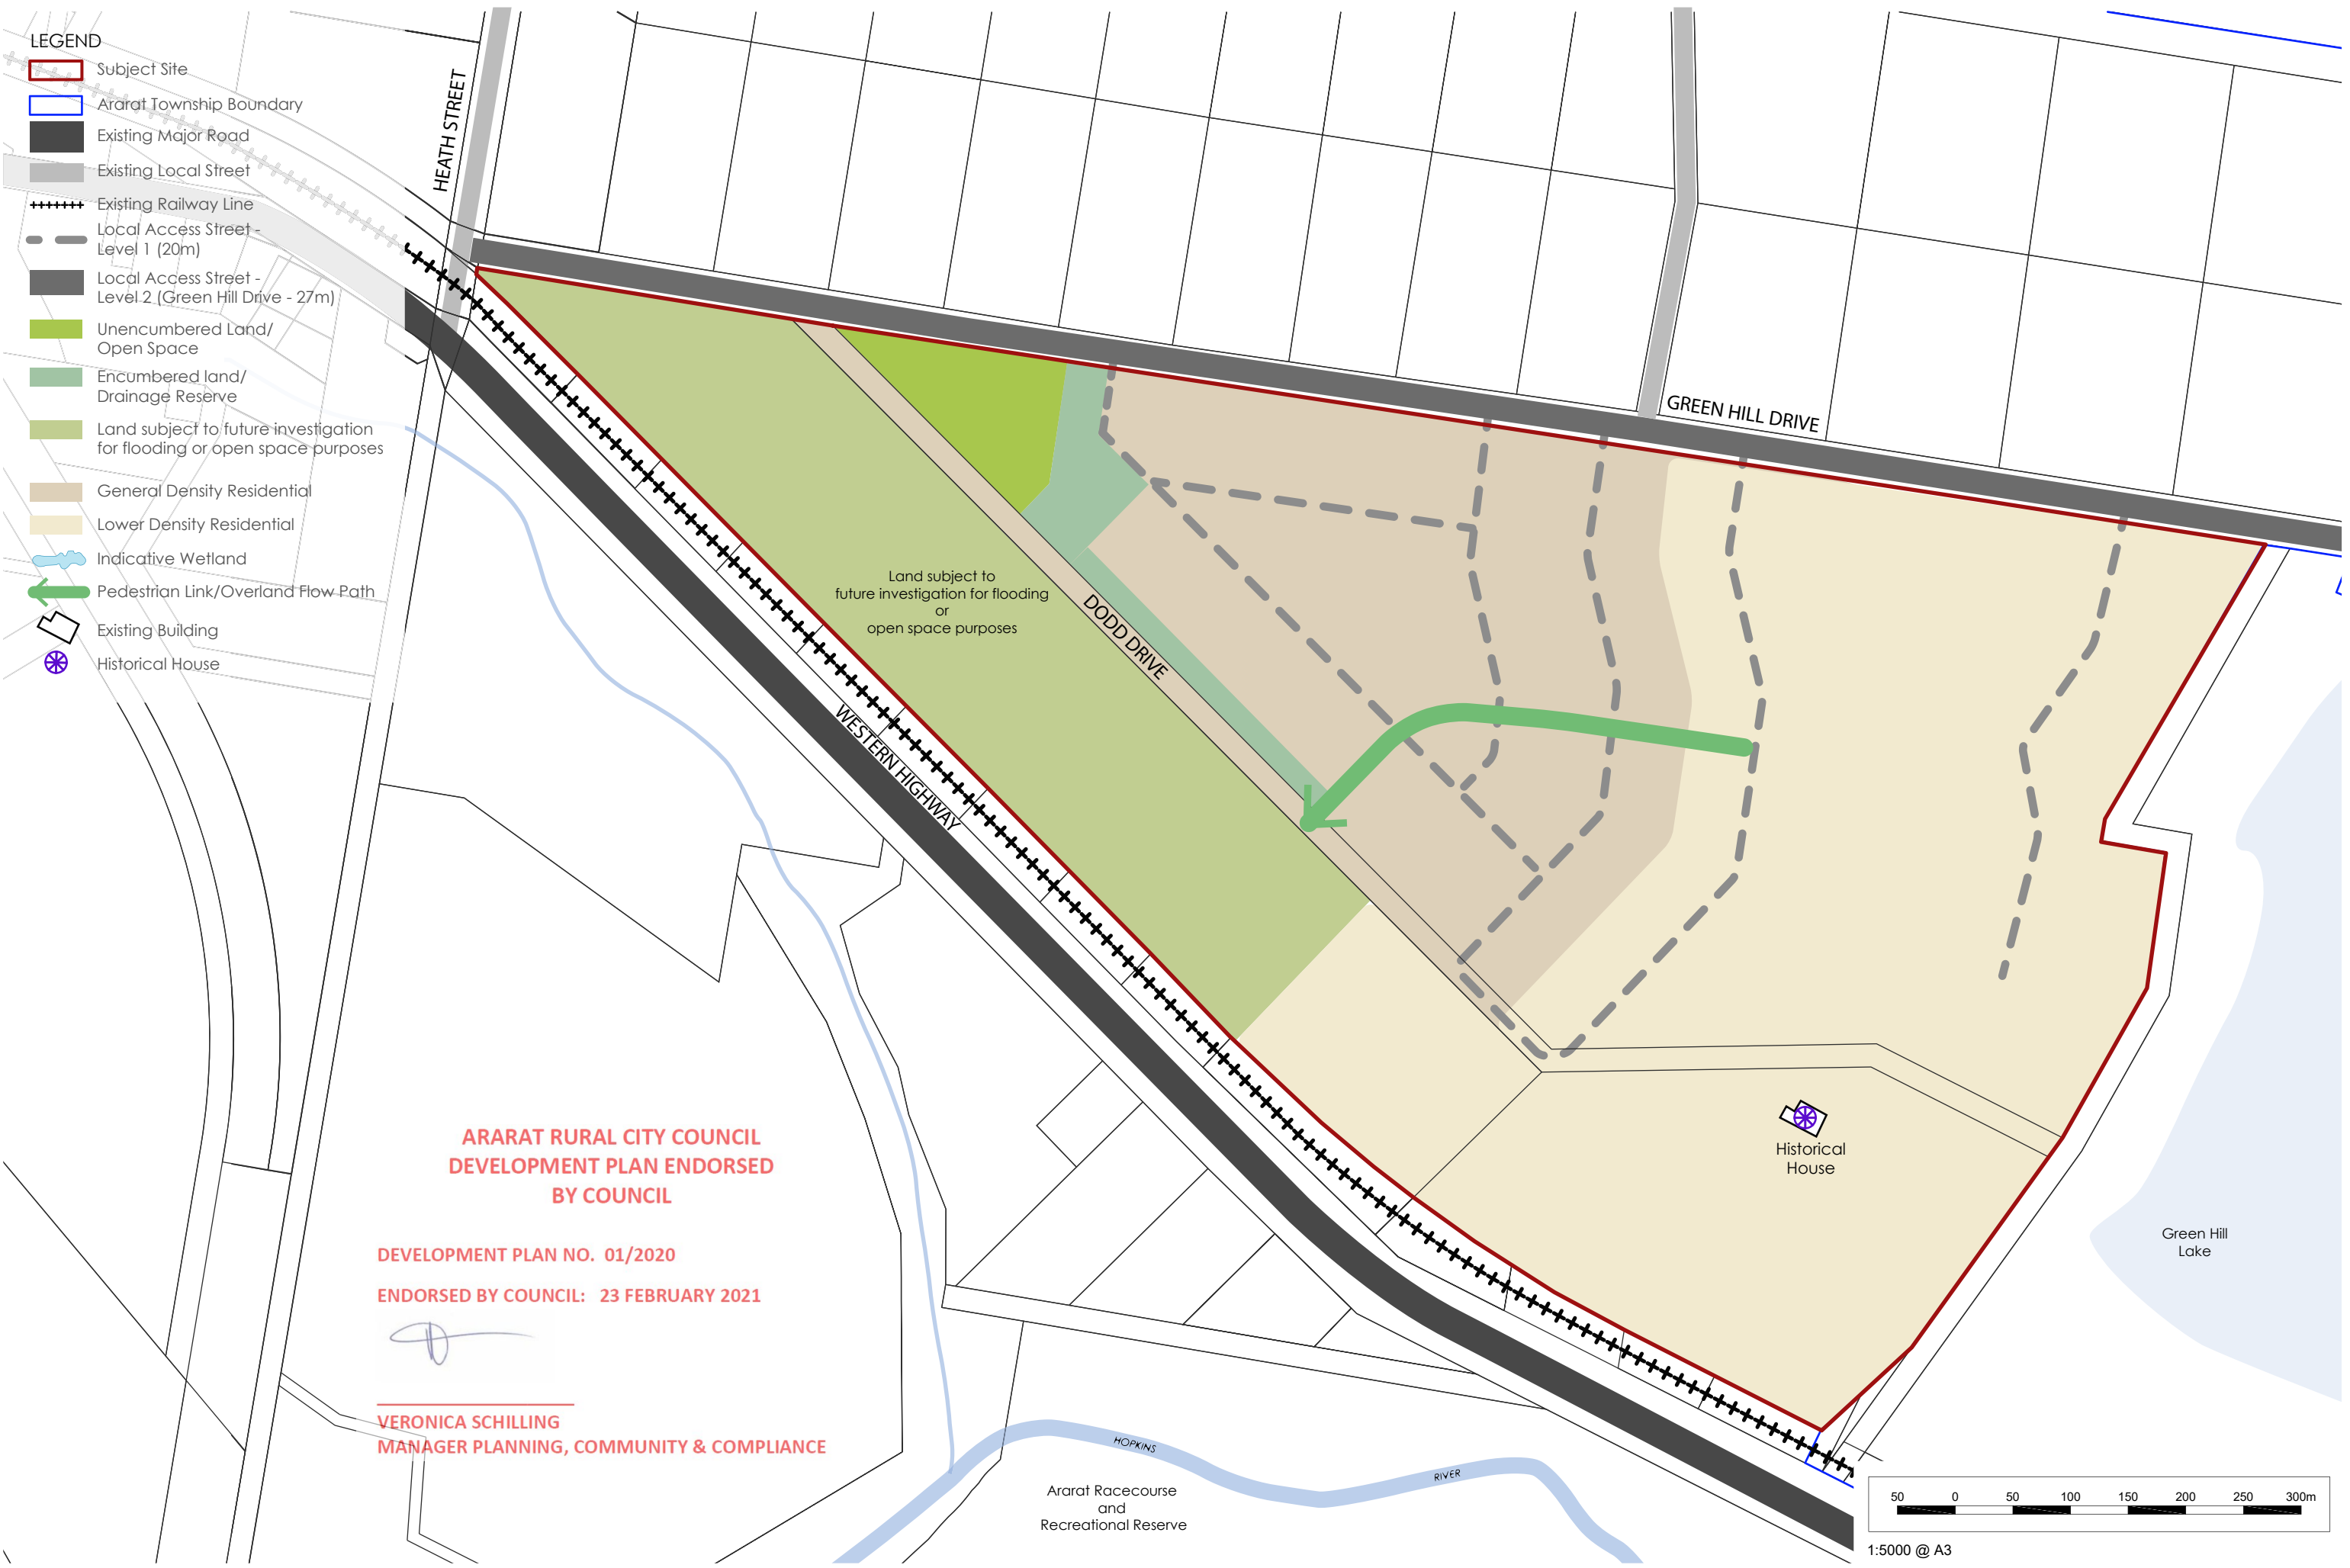 LEGEND
Subject Site
Ararat Township Boundary
Existing Major Road
Existing Local Street
Existing Railway Line
Local Access Street -
Level 1 (20m)
Local Access Street -
Level 2 (Green Hill Drive - 27m)
Unencumbered Land/
Open Space
Encumbered land/
Drainage Reserve
Land subject to future investigation
for flooding or open space purposes
General Density Residential
Lower Density Residential
Indicative Wetland
Pedestrian Link/Overland Flow Path
Existing Building
Historical House
HEATH STREET
GREEN HILL DRIVE
Land subject to
future investigation for flooding
or
open space purposes
DODD DRIVE
WESTERN HIGHWAY
Historical
House
Green Hill
Lake
ARARAT RURAL CITY COUNCIL
DEVELOPMENT PLAN ENDORSED
BY COUNCIL
DEVELOPMENT PLAN NO. 01/2020
ENDORSED BY COUNCIL: 23 FEBRUARY 2021
VERONICA SCHILLING
MANAGER PLANNING, COMMUNITY & COMPLIANCE
HOPKINS
RIVER
Ararat Racecourse
and
Recreational Reserve
50 0 50 100 150 200 250 300m
1:5000 @ A3